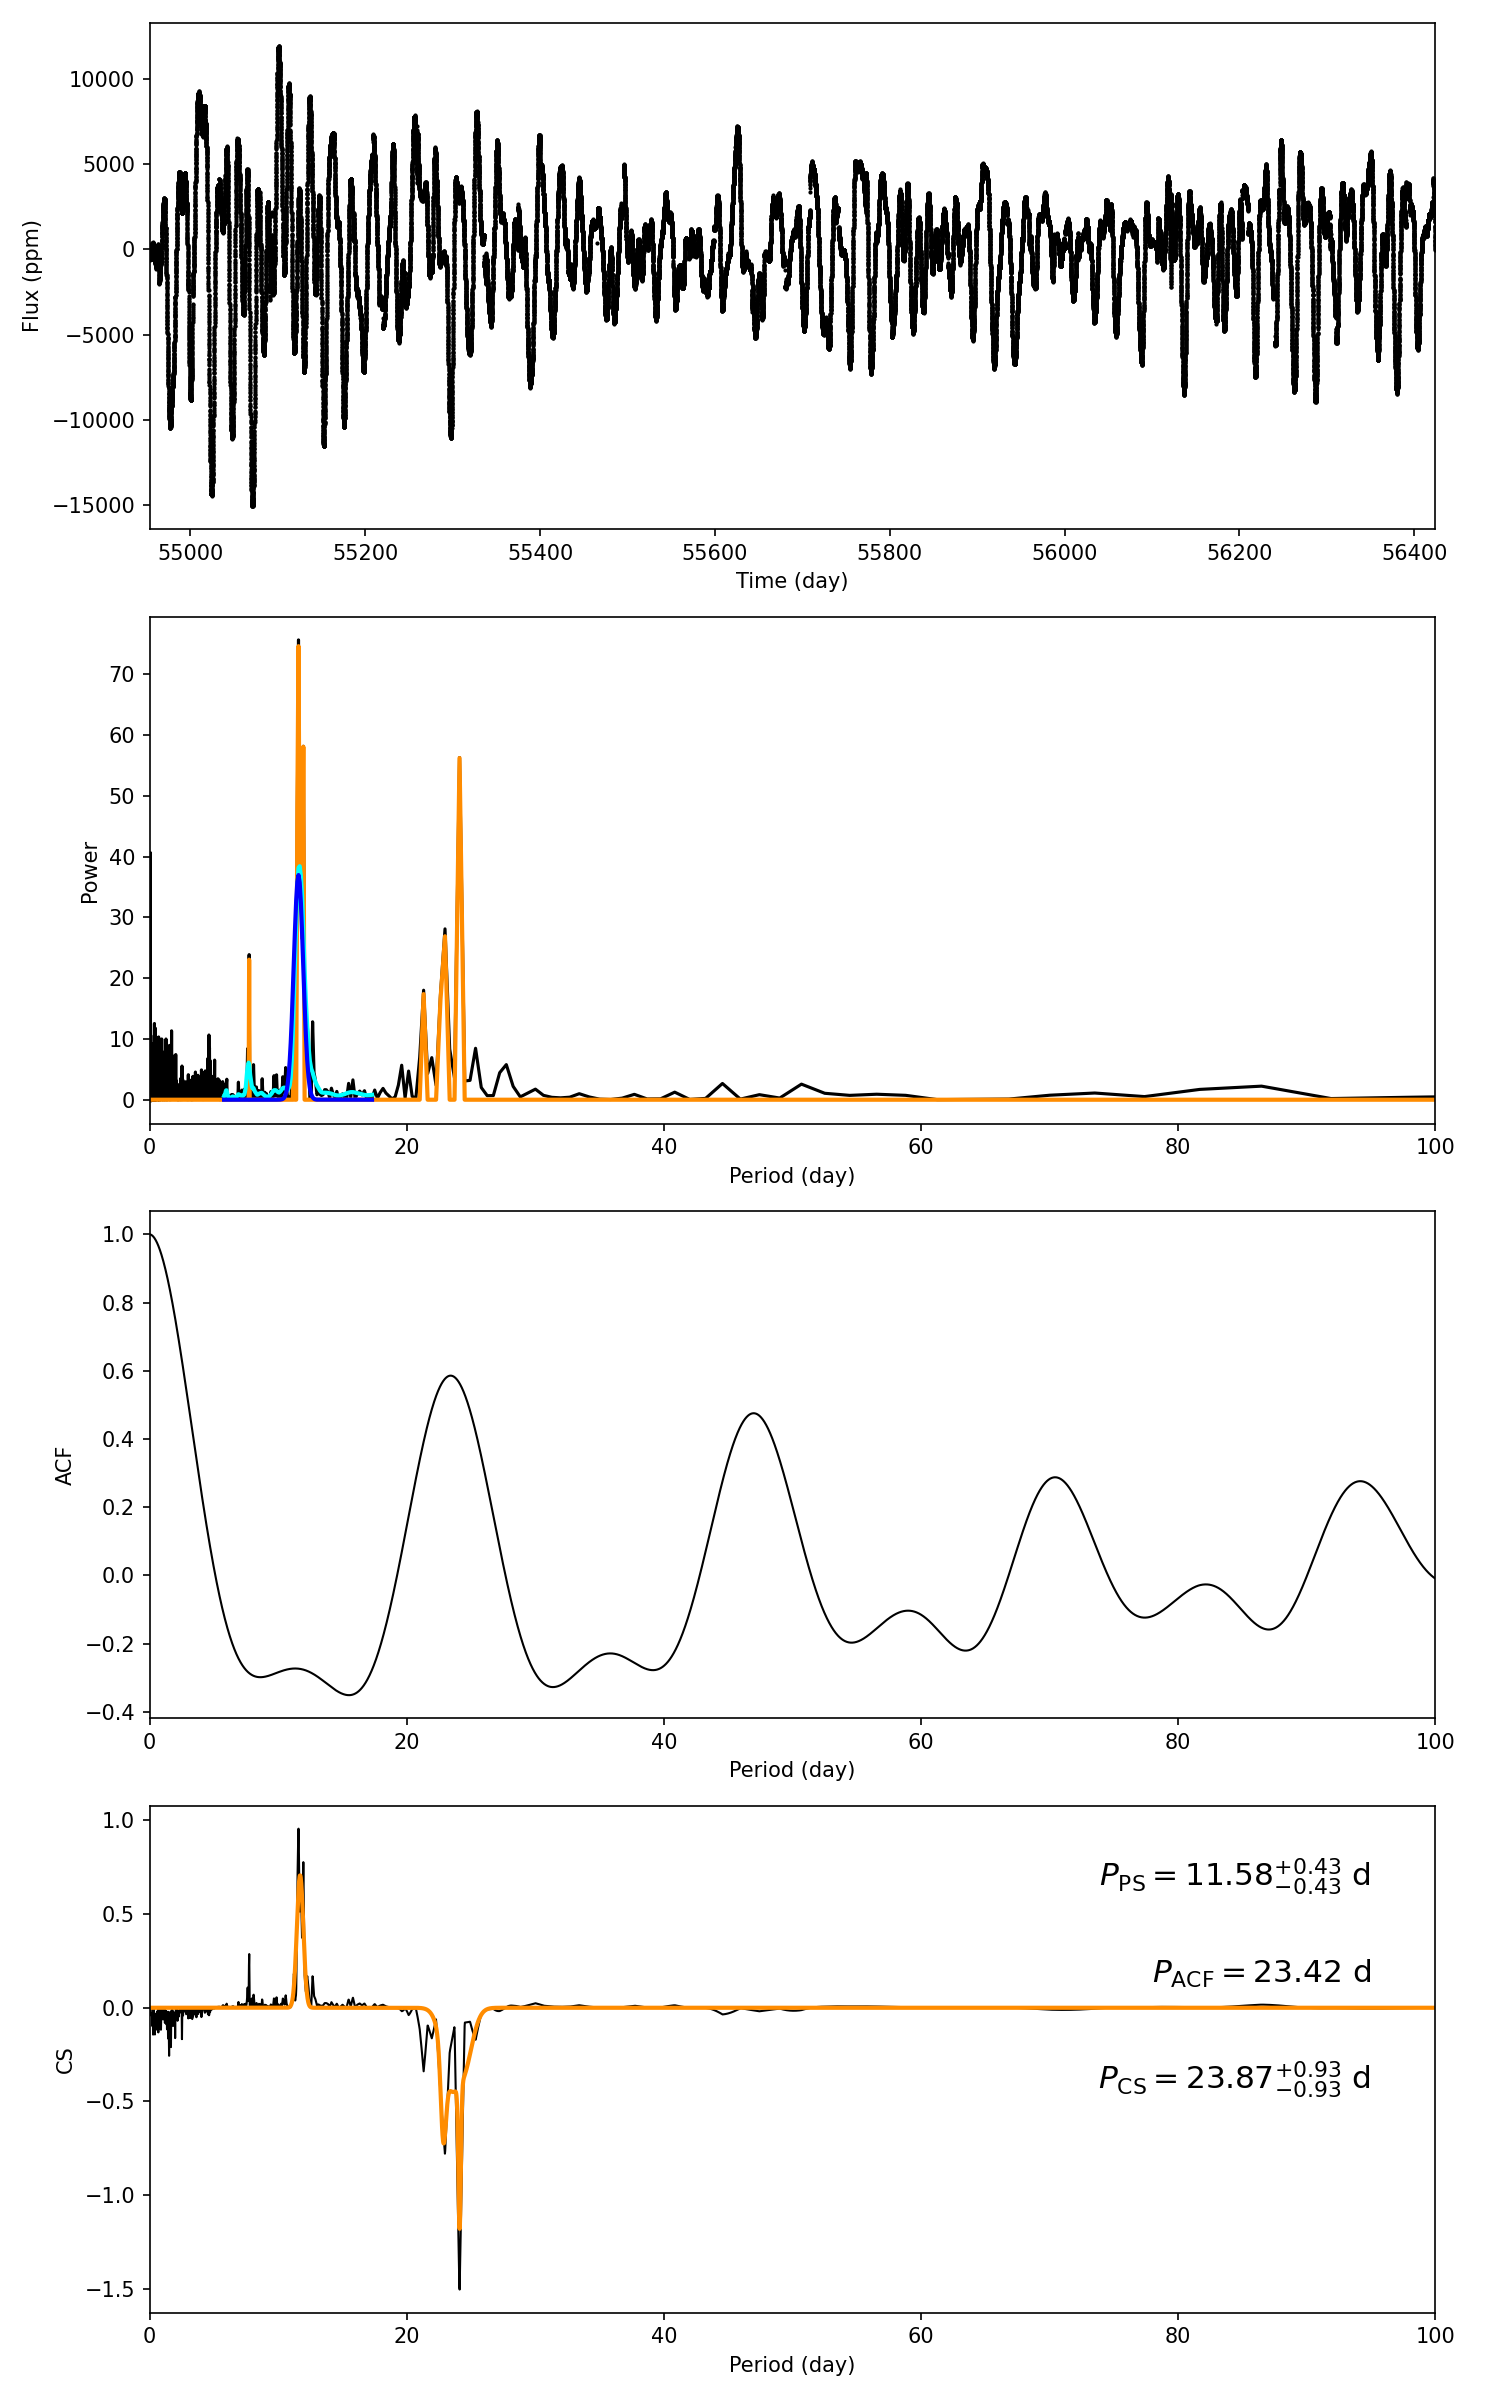 10000
5000
0
−5000
−10000
−15000
Flux (ppm)
55000 55200 55400 55600 55800 56000 56200 56400
Time (day)
70
60
50
40
30
20
10
0
Power
0 20 40 60 80 100
Period (day)
1.0
0.8
0.6
0.4
0.2
0.0
−0.2
−0.4
ACF
0 20 40 60 80 100
Period (day)
1.0
0.5
0.0
−0.5
−1.0
−1.5
CS
P_PS = 11.58^{+0.43}_{−0.43} d
P_ACF = 23.42 d
P_CS = 23.87^{+0.93}_{−0.93} d
0 20 40 60 80 100
Period (day)